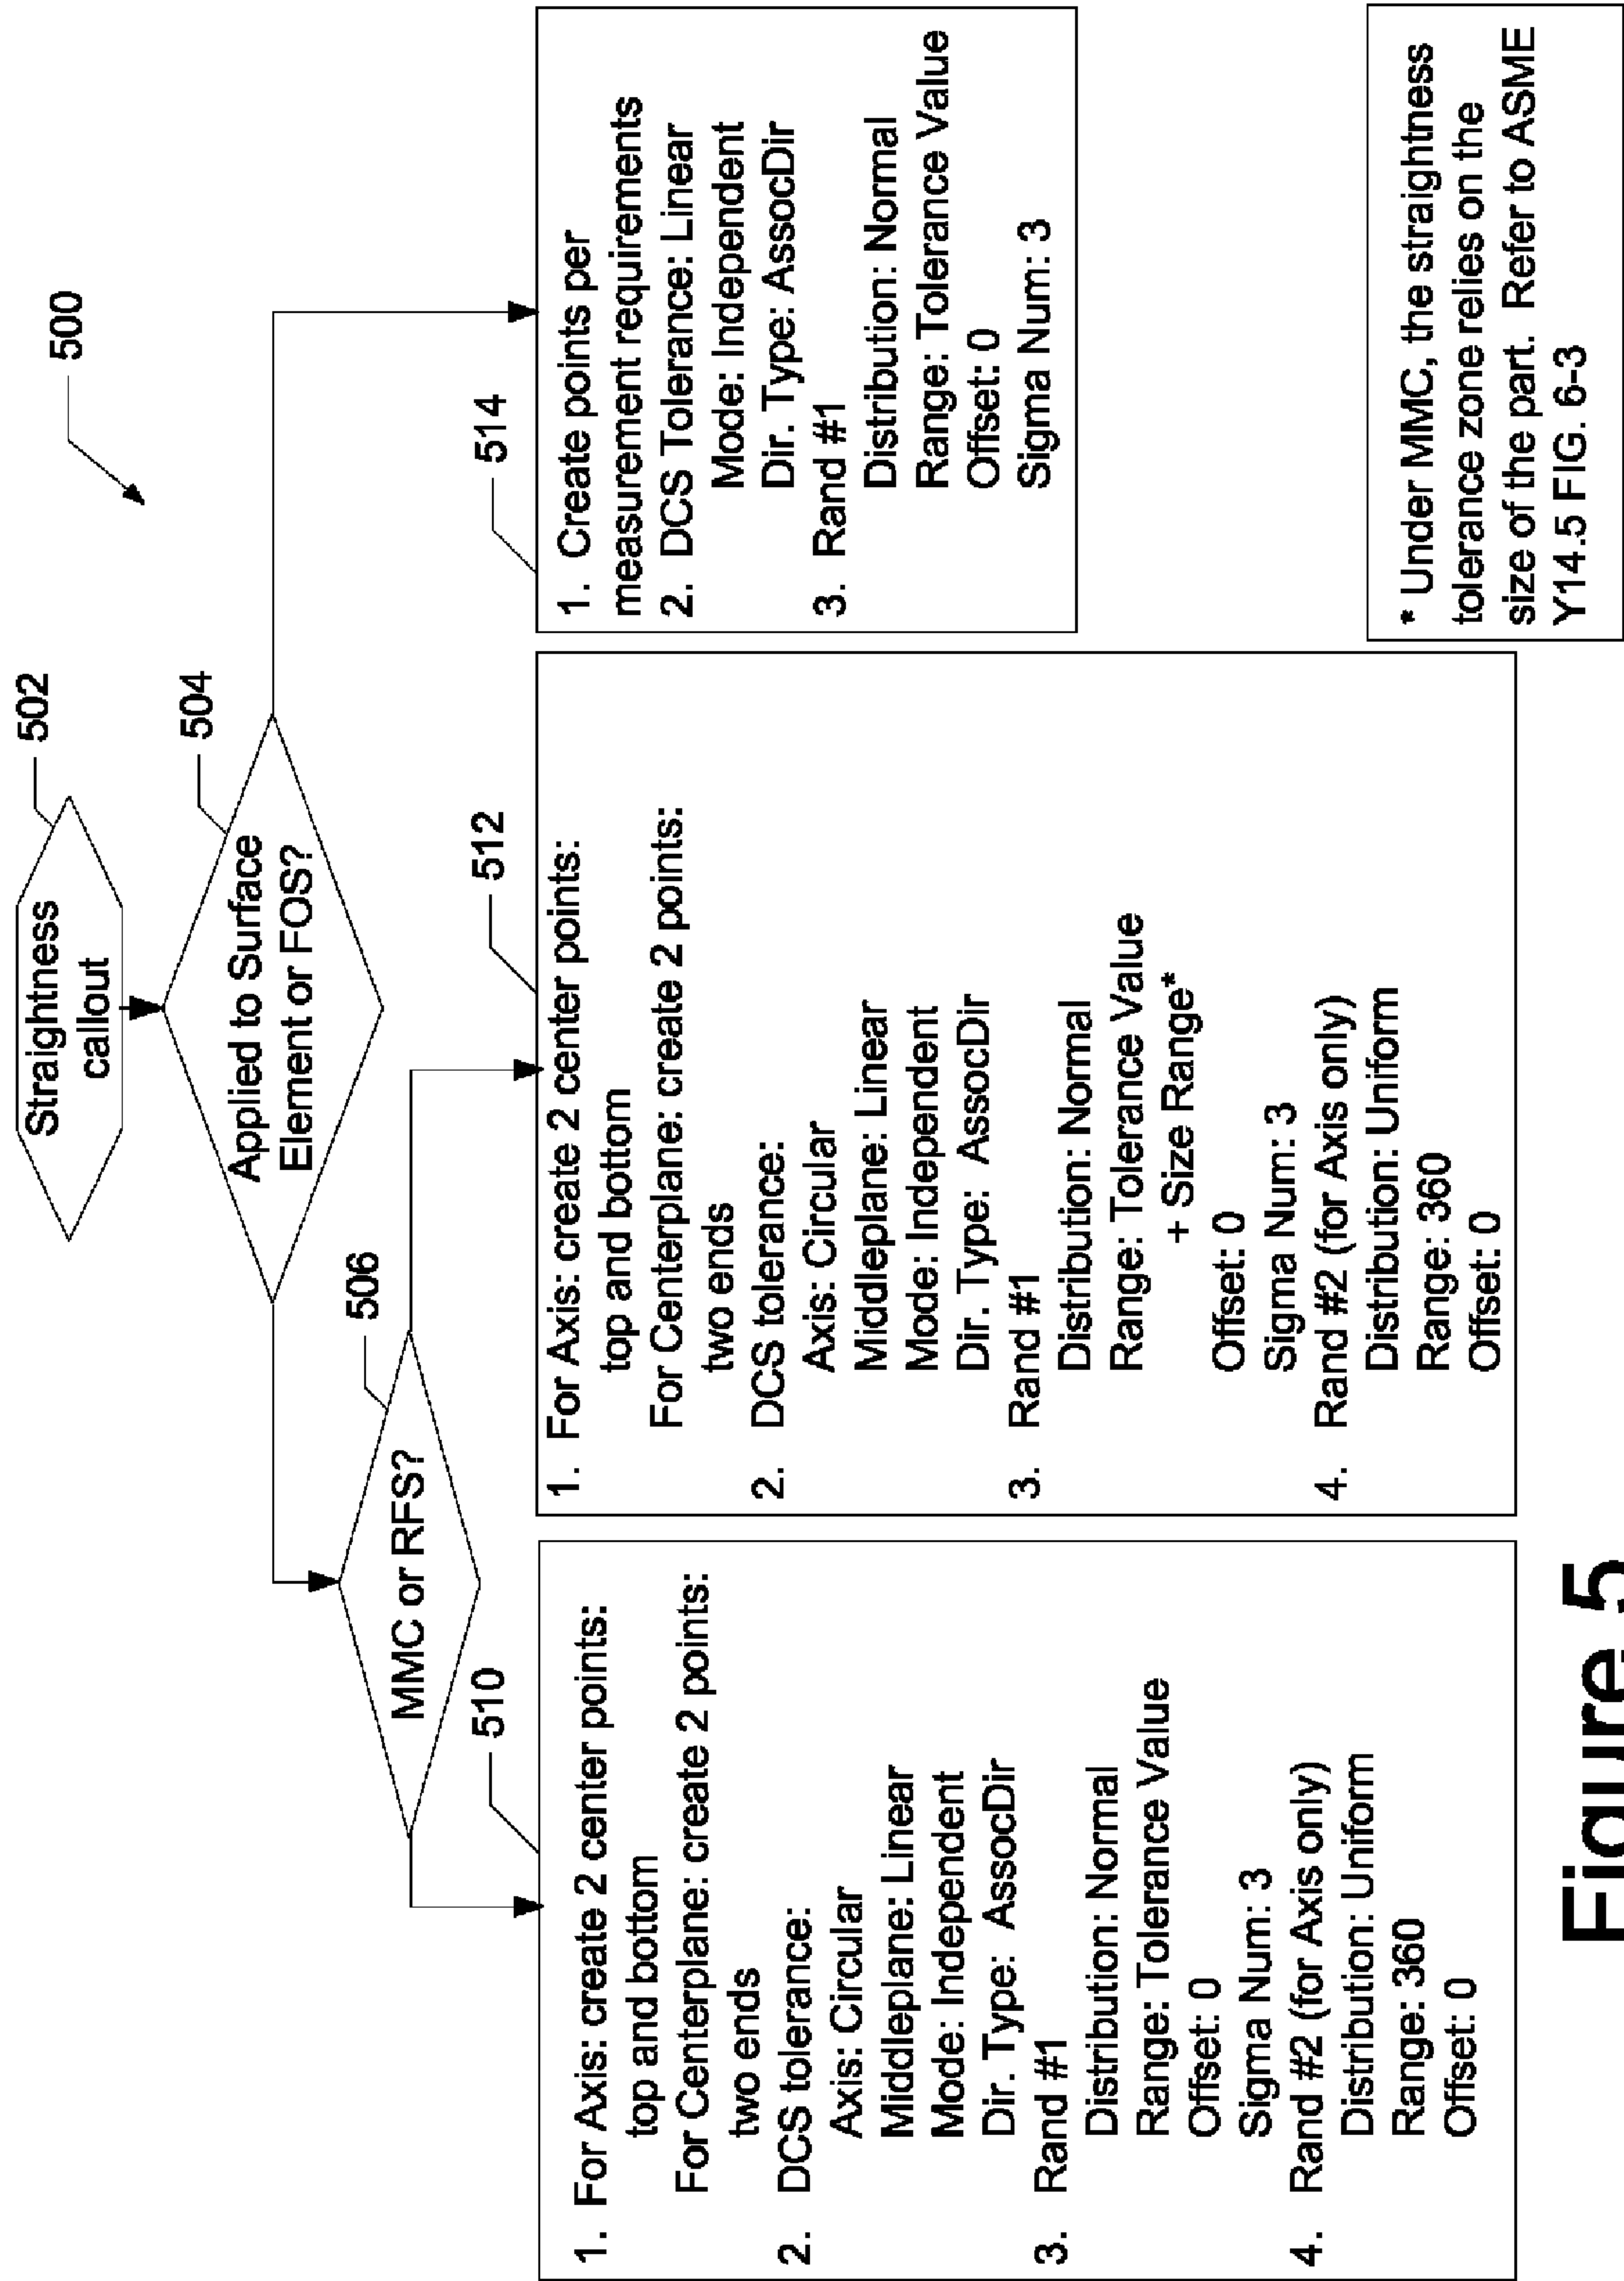 500
502
Straightness
callout
504
Applied to Surface
Element or FOS?
506
MMC or RFS?
510
1. For Axis: create 2 center points:
top and bottom
For Centerplane: create 2 points:
two ends
2. DCS tolerance:
Axis: Circular
Middleplane: Linear
Mode: Independent
Dir. Type: AssocDir
3. Rand #1
Distribution: Normal
Range: Tolerance Value
Offset: 0
Sigma Num: 3
4. Rand #2 (for Axis only)
Distribution: Uniform
Range: 360
Offset: 0
512
1. For Axis: create 2 center points:
top and bottom
For Centerplane: create 2 points:
two ends
2. DCS tolerance:
Axis: Circular
Middleplane: Linear
Mode: Independent
Dir. Type: AssocDir
3. Rand #1
Distribution: Normal
Range: Tolerance Value
+ Size Range*
Offset: 0
Sigma Num: 3
4. Rand #2 (for Axis only)
Distribution: Uniform
Range: 360
Offset: 0
514
1. Create points per
measurement requirements
2. DCS Tolerance: Linear
Mode: Independent
Dir. Type: AssocDir
3. Rand #1
Distribution: Normal
Range: Tolerance Value
Offset: 0
Sigma Num: 3
* Under MMC, the straightness
tolerance zone relies on the
size of the part. Refer to ASME
Y14.5 FIG. 6-3
Figure 5